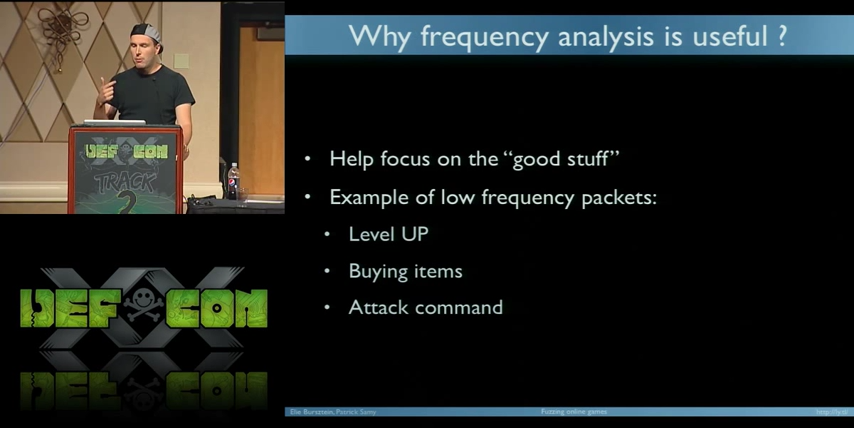 Why frequency analysis is useful ?
DEF CON
TRACK
2
• Help focus on the “good stuff”
• Example of low frequency packets:
• Level UP
• Buying items
• Attack command
XX
DEF CON
Elie Bursztein, Patrick Samy
Fuzzing online games